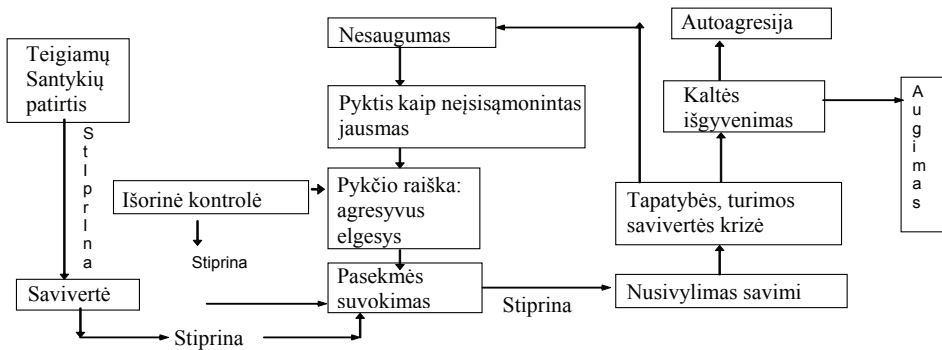 Teigiamų
Santykių
patirtis
StIprIna
Savivertė
Stiprina
Išorinė kontrolė
Stiprina
Nesaugumas
Pyktis kaip neįsisąmonintas
jausmas
Pykčio raiška:
agresyvus
elgesys
Pasekmės
suvokimas
Stiprina
Nusivylimas savimi
Tapatybės, turimos
savivertės krizė
Kaltės
išgyvenimas
Autoagresija
Augimas